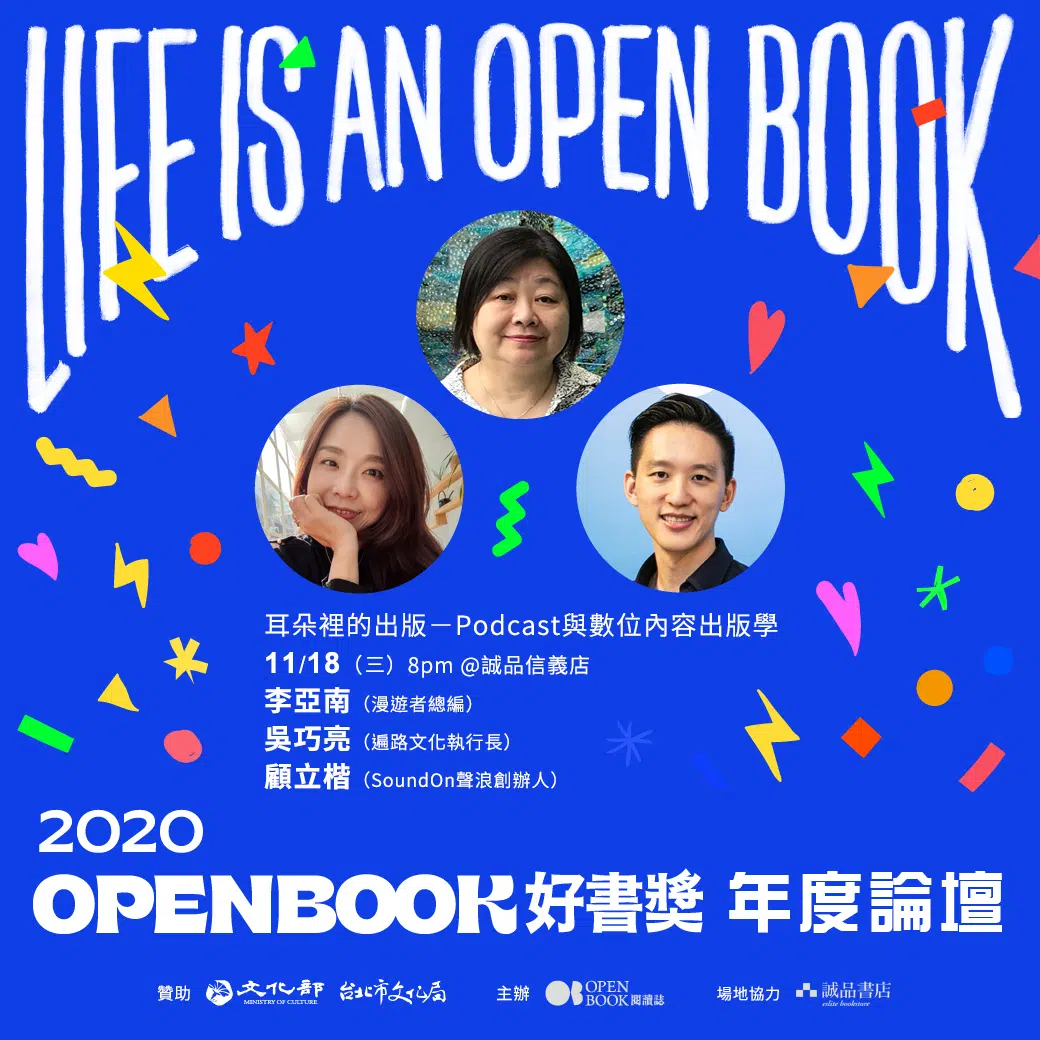 LIFE IS AN OPEN BOOK
耳朵裡的出版－Podcast與數位內容出版學
11/18（三）8pm @誠品信義店
李亞南（漫遊者總編）
吳巧亮（遍路文化執行長）
顧立楷（SoundOn聲浪創辦人）
2020
OPENBOOK好書獎 年度論壇
贊助 文化部 MINISTRY OF CULTURE 台北市文化局 主辦 OPEN BOOK閱讀誌 場地協力 誠品書店 eslite bookstore